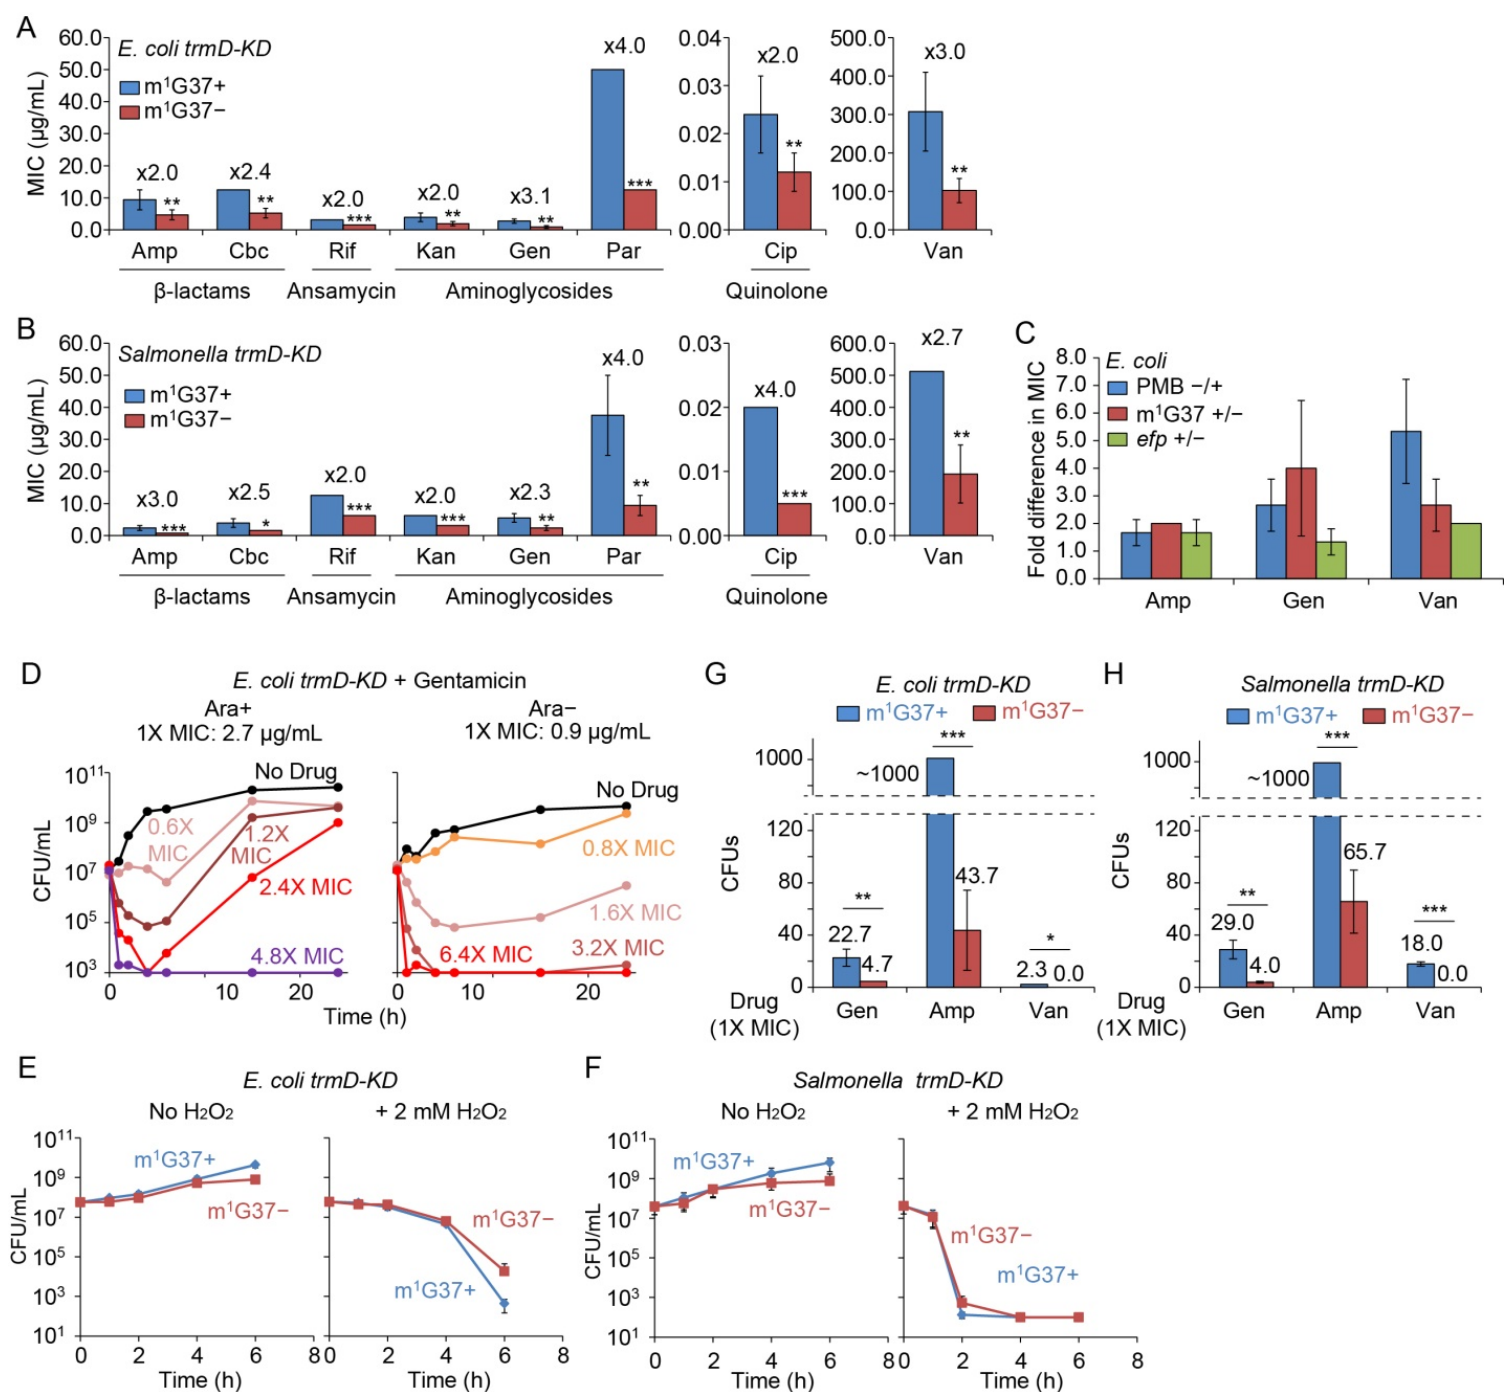 A
E. coli trmD-KD
m¹G37+
m¹G37−
MIC (µg/mL)
60.0
50.0
40.0
30.0
20.0
10.0
0.0
x2.0
**
x2.4
**
x2.0
***
x2.0
**
x3.1
**
x4.0
***
Amp Cbc Rif Kan Gen Par
β-lactams Ansamycin Aminoglycosides
0.04
0.03
0.02
0.01
0.00
x2.0
**
Cip
Quinolone
500.0
400.0
300.0
200.0
100.0
0.0
x3.0
**
Van
B
Salmonella trmD-KD
m¹G37+
m¹G37−
MIC (µg/mL)
60.0
50.0
40.0
30.0
20.0
10.0
0.0
x3.0
***
x2.5
*
x2.0
***
x2.0
***
x2.3
**
x4.0
**
Amp Cbc Rif Kan Gen Par
β-lactams Ansamycin Aminoglycosides
0.03
0.02
0.01
0.00
x4.0
***
Cip
Quinolone
600.0
500.0
400.0
300.0
200.0
100.0
0.0
x2.7
**
Van
C
E. coli
PMB −/+
m¹G37 +/−
efp +/−
Fold difference in MIC
8.0
7.0
6.0
5.0
4.0
3.0
2.0
1.0
0.0
Amp Gen Van
D
E. coli trmD-KD + Gentamicin
Ara+
1X MIC: 2.7 µg/mL
CFU/mL
10¹¹
10⁹
10⁷
10⁵
10³
No Drug
0.6X
MIC
1.2X
MIC
2.4X MIC
4.8X MIC
0 10 20
Ara−
1X MIC: 0.9 µg/mL
No Drug
0.8X MIC
1.6X MIC
3.2X MIC
6.4X MIC
0 10 20
Time (h)
G
E. coli trmD-KD
m¹G37+ m¹G37−
CFUs
1000
120
80
40
0
**
22.7
4.7
***
~1000
43.7
*
2.3 0.0
Drug
(1X MIC)
Gen Amp Van
H
Salmonella trmD-KD
m¹G37+ m¹G37−
CFUs
1000
120
80
40
0
**
29.0
4.0
***
~1000
65.7
***
18.0
0.0
Drug
(1X MIC)
Gen Amp Van
E
E. coli trmD-KD
No H₂O₂
CFU/mL
10¹¹
10⁹
10⁷
10⁵
10³
10¹
m¹G37+
m¹G37−
0 2 4 6 8
Time (h)
+ 2 mM H₂O₂
m¹G37−
m¹G37+
0 2 4 6 8
Time (h)
F
Salmonella trmD-KD
No H₂O₂
CFU/mL
10¹¹
10⁹
10⁷
10⁵
10³
10¹
m¹G37+
m¹G37−
0 2 4 6 8
Time (h)
+ 2 mM H₂O₂
m¹G37−
m¹G37+
0 2 4 6 8
Time (h)